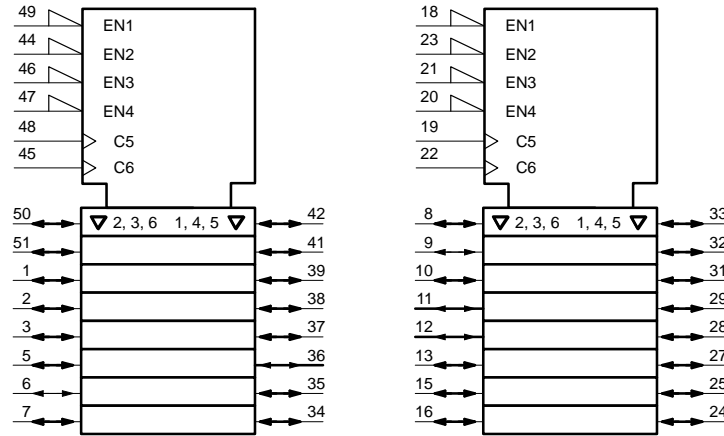 49 EN1
44 EN2
46 EN3
47 EN4
48 C5
45 C6
50 2, 3, 6 1, 4, 5 42
51 41
1 39
2 38
3 37
5 36
6 35
7 34
18 EN1
23 EN2
21 EN3
20 EN4
19 C5
22 C6
8 2, 3, 6 1, 4, 5 33
9 32
10 31
11 29
12 28
13 27
15 25
16 24